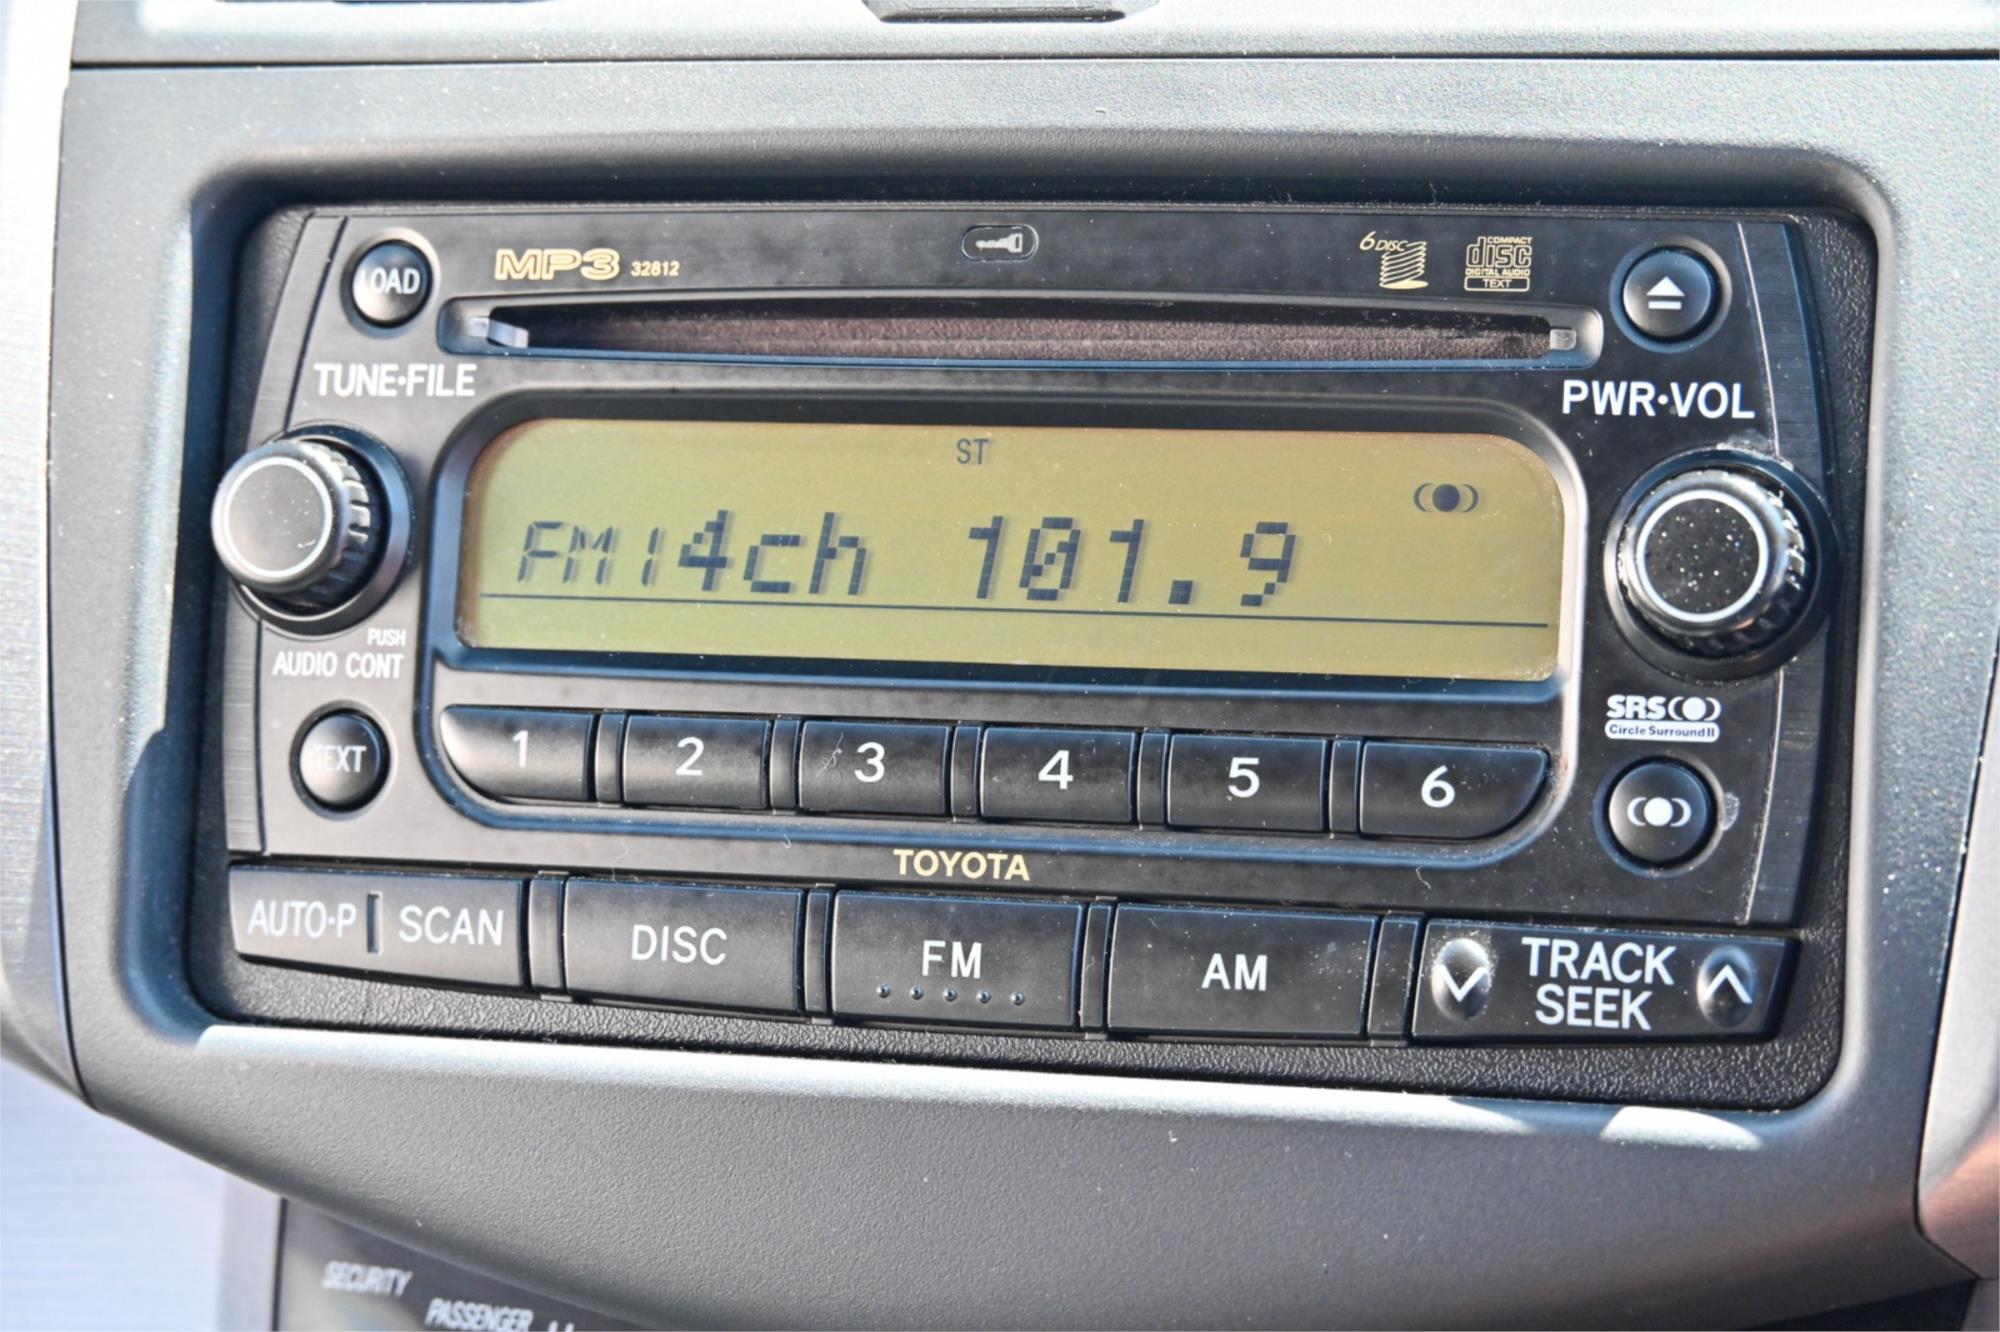 LOAD
MP3 32812
6 DISC
COMPACT
disc
DIGITAL AUDIO
TEXT
TUNE•FILE
PWR•VOL
ST
FM1 4ch 101.9
PUSH
AUDIO CONT
TEXT
SRS
Circle Surround II
1 2 3 4 5 6
TOYOTA
AUTO•P SCAN
DISC
FM
AM
TRACK
SEEK
SECURITY
PASSENGER